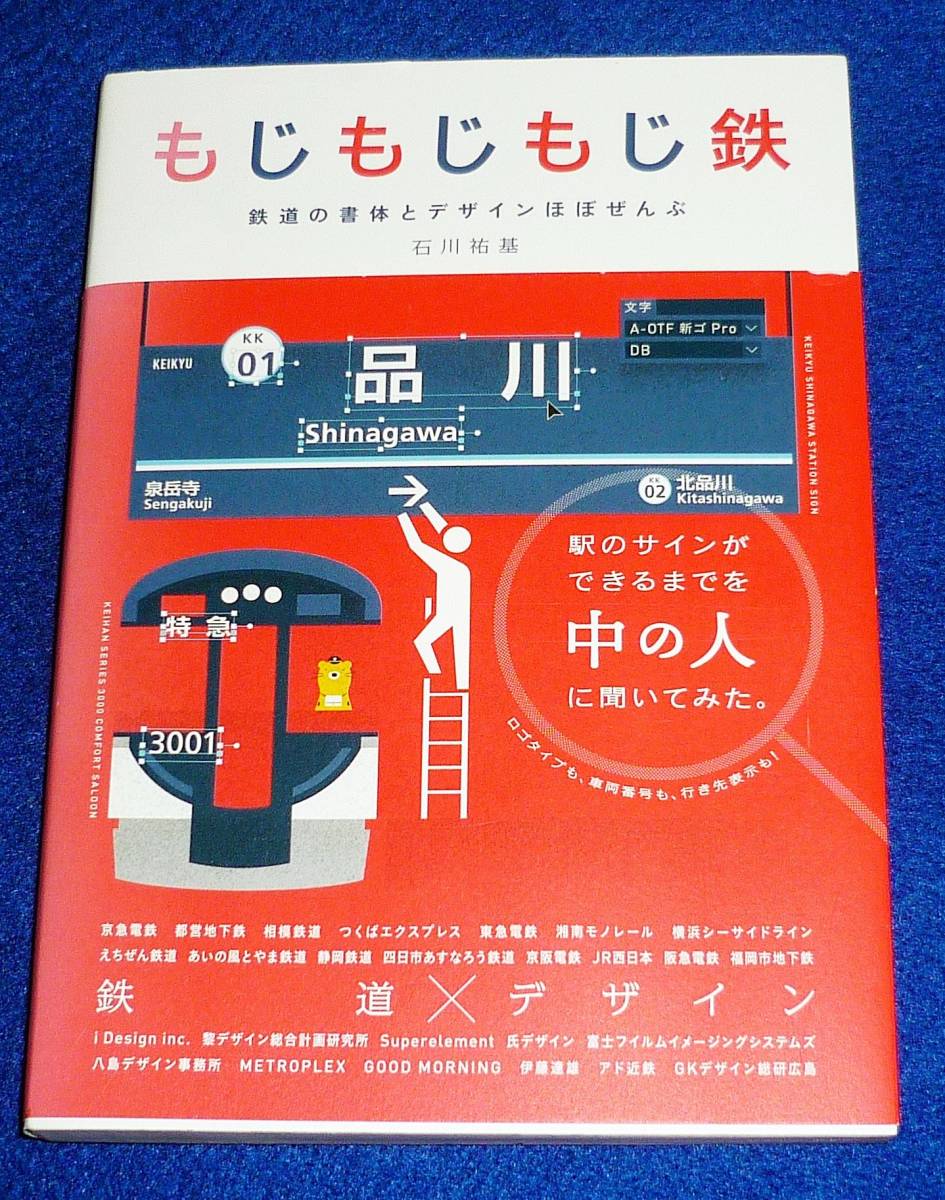 もじもじもじ鉄
鉄道の書体とデザインほぼぜんぶ
石川祐基
文字
A-OTF 新ゴ Pro
DB
KEIKYU
KK
01
品川
Shinagawa
泉岳寺
Sengakuji
KK
02
北品川
Kitashinagawa
KEIKYU SHINAGAWA STATION SIGN
駅のサインが
できるまでを
中の人
に聞いてみた。
ロゴタイプも、車両番号も、行き先表示も!
特急
3001
KEIHAN SERIES 3000 COMFORT SALOON
京急電鉄 都営地下鉄 相模鉄道 つくばエクスプレス 東急電鉄 湘南モノレール 横浜シーサイドライン
えちぜん鉄道 あいの風とやま鉄道 静岡鉄道 四日市あすなろう鉄道 京阪電鉄 JR西日本 阪急電鉄 福岡市地下鉄
鉄道×デザイン
i Design inc. 黎デザイン総合計画研究所 Superelement 氏デザイン 富士フイルムイメージングシステムズ
八島デザイン事務所 METROPLEX GOOD MORNING 伊藤達雄 アド近鉄 GKデザイン総研広島